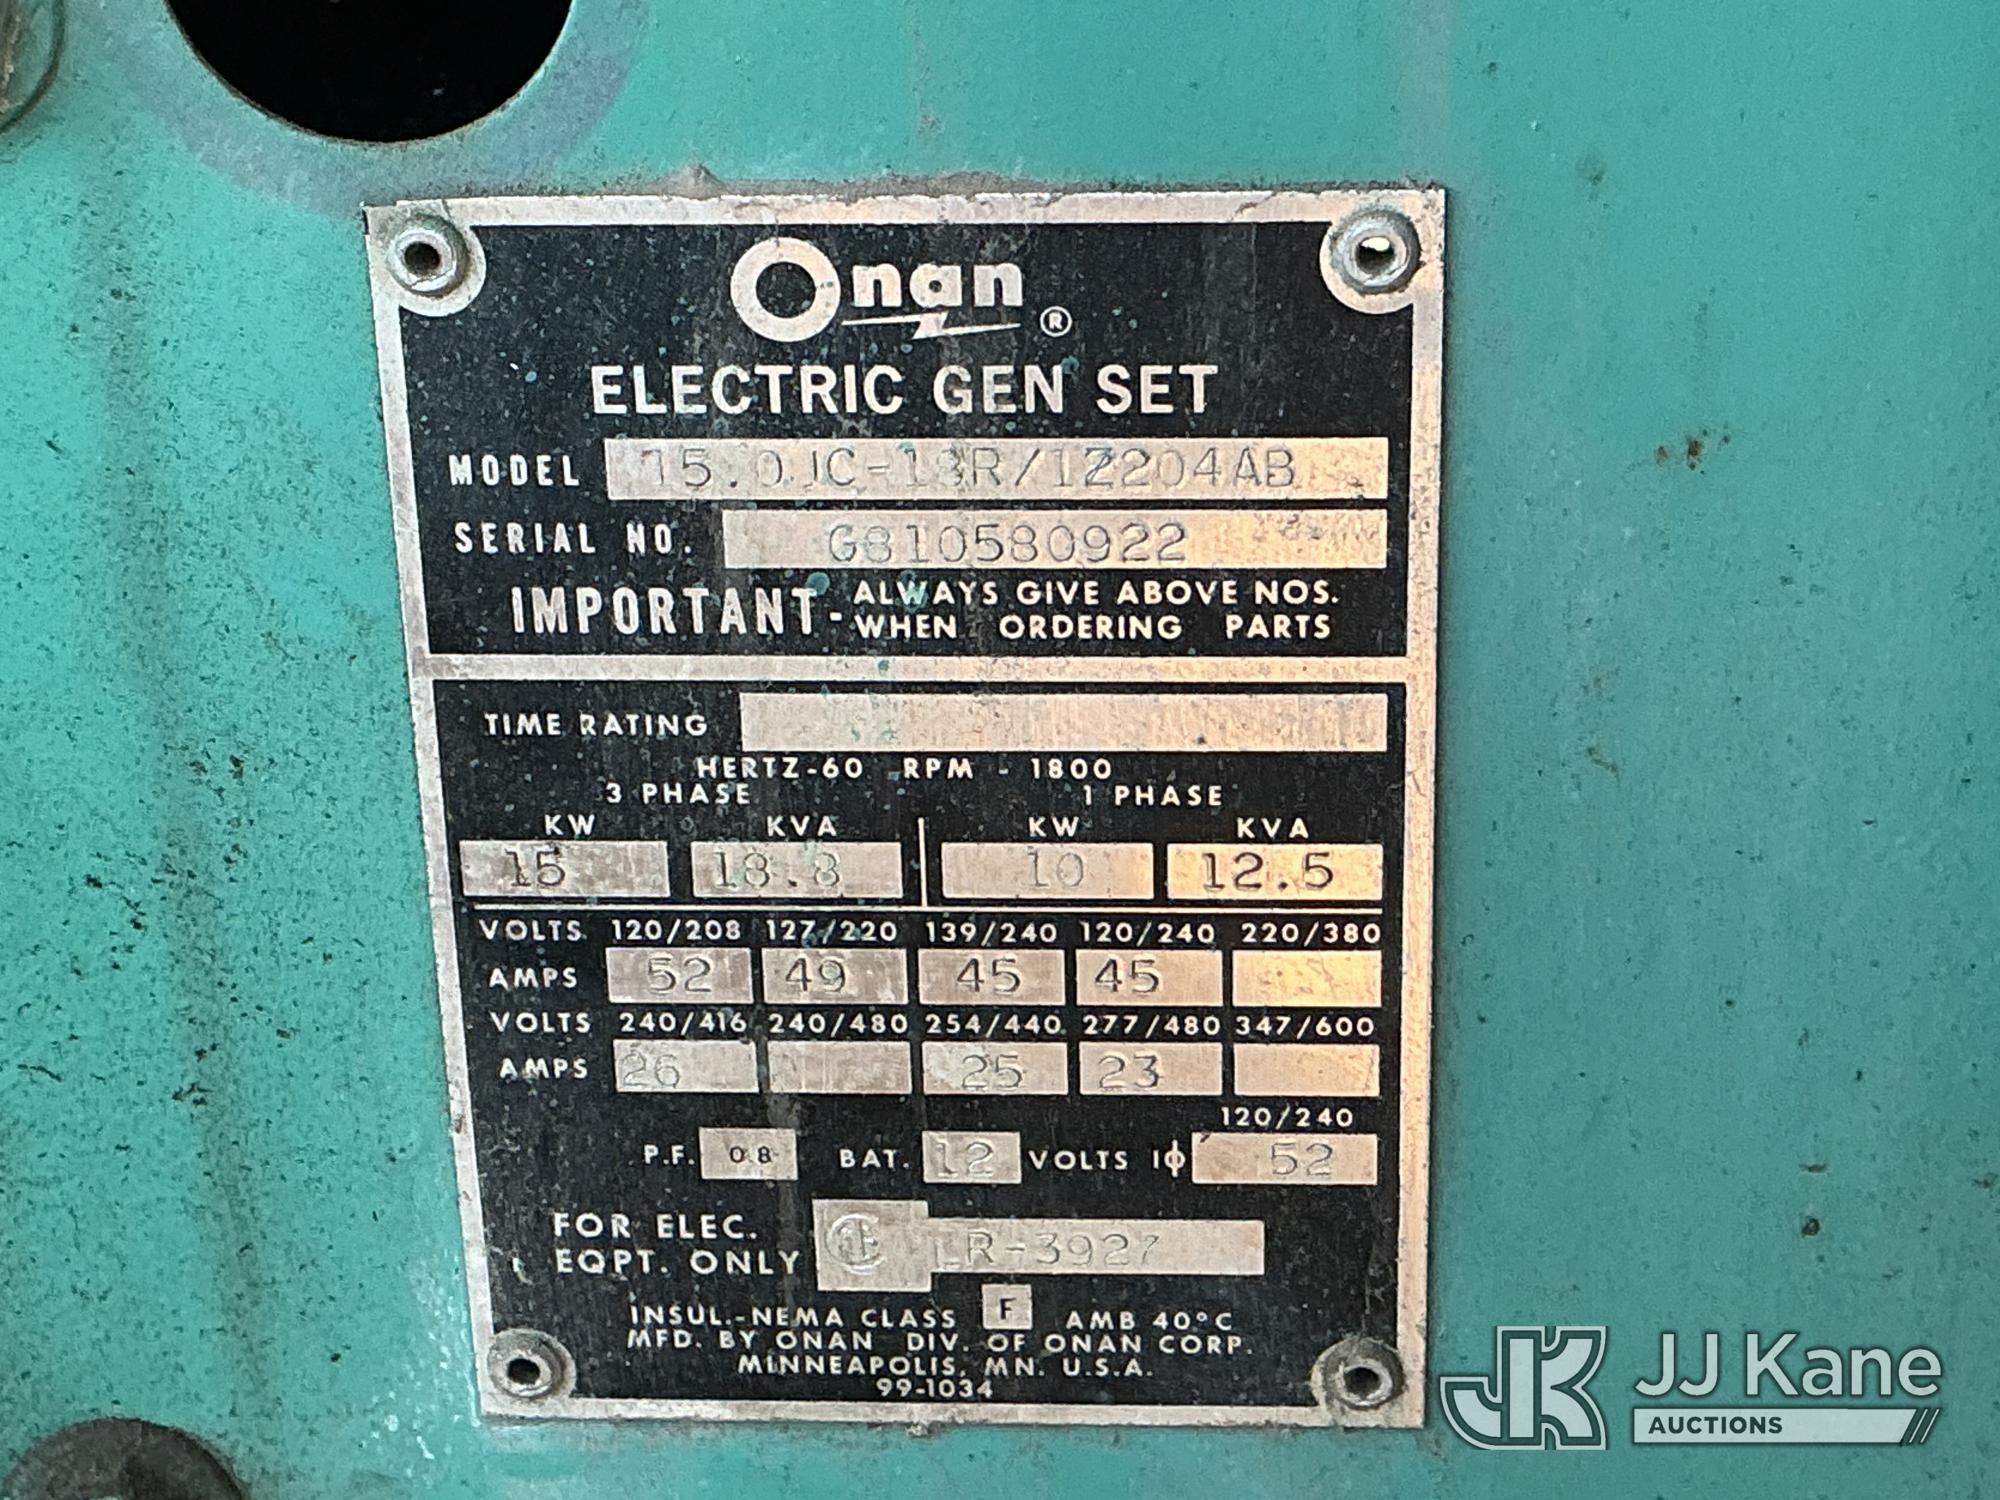 Onan ®
ELECTRIC GEN SET
MODEL 15.0JC-18R/1Z204AB
SERIAL NO. G810580922
IMPORTANT- ALWAYS GIVE ABOVE NOS.
WHEN ORDERING PARTS
TIME RATING
HERTZ-60 RPM - 1800
3 PHASE 1 PHASE
KW KVA KW KVA
15 18.8 10 12.5
VOLTS 120/208 127/220 139/240 120/240 220/380
AMPS 52 49 45 45
VOLTS 240/416 240/480 254/440 277/480 347/600
AMPS 26 25 23
120/240
P.F. 0.8 BAT. 12 VOLTS 1ϕ 52
FOR ELEC.
EQPT. ONLY LR-3927
INSUL.-NEMA CLASS F AMB 40°C
MFD. BY ONAN DIV. OF ONAN CORP.
MINNEAPOLIS, MN. U.S.A.
99-1034
JK JJ Kane
AUCTIONS